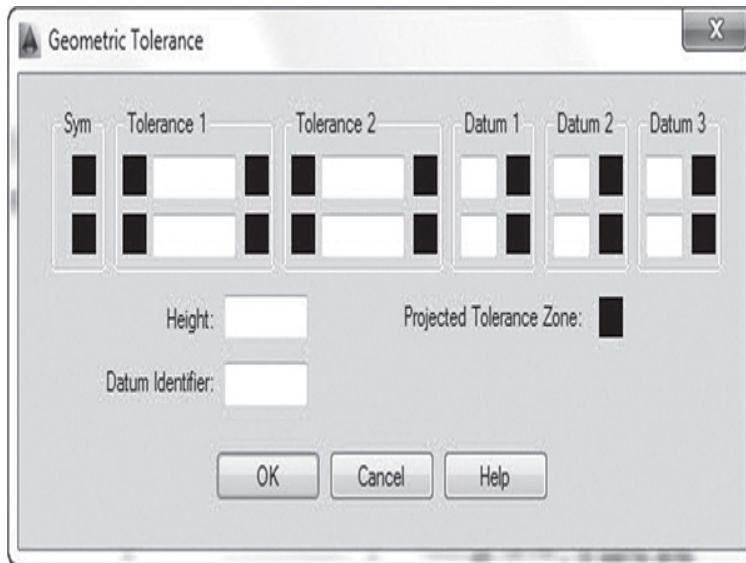 Geometric Tolerance
Sym Tolerance 1 Tolerance 2 Datum 1 Datum 2 Datum 3
Height: Projected Tolerance Zone:
Datum Identifier:
OK Cancel Help